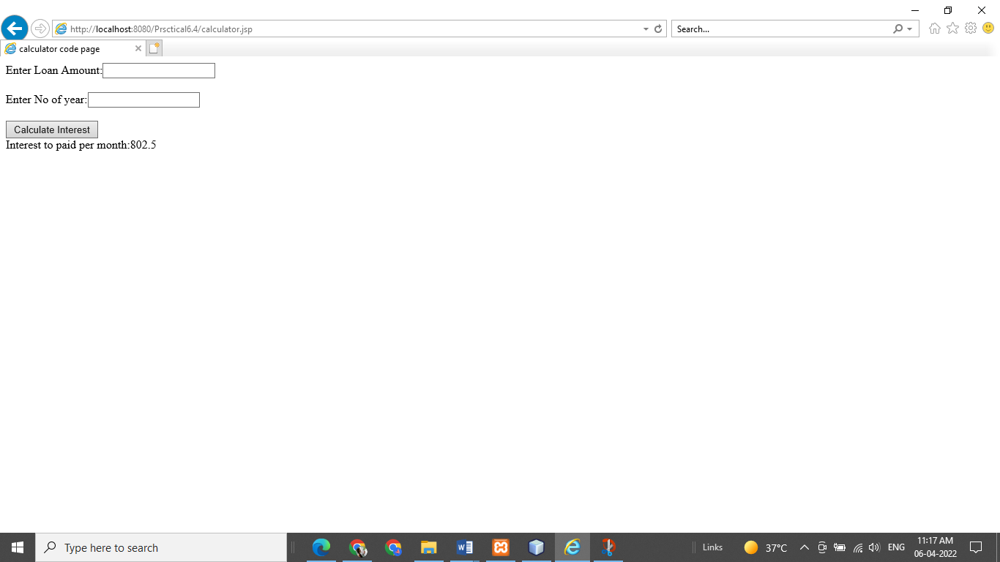 http://localhost:8080/Prsctical6.4/calculator.jsp
Search...
calculator code page
Enter Loan Amount:
Enter No of year:
Calculate Interest
Interest to paid per month:802.5
Type here to search
Links
37°C
ENG
11:17 AM
06-04-2022